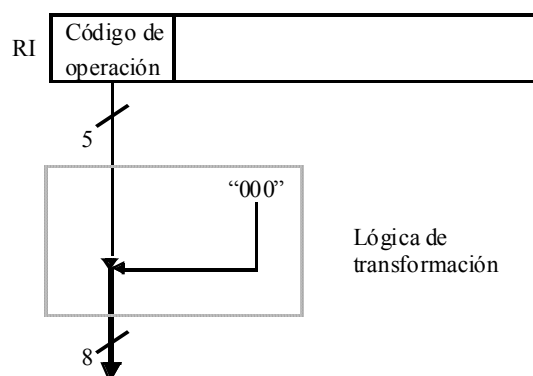 RI
Código de
operación
5
“000”
Lógica de
transformación
8